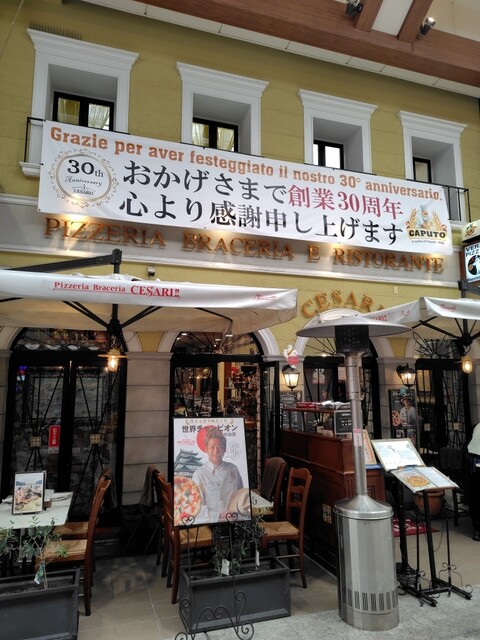 Grazie per aver festeggiato il nostro 30° anniversario.
30th
Anniversary
CESARI!!
おかげさまで創業30周年
心より感謝申し上げます
CAPUTO
PIZZERIA BRACERIA E RISTORANTE
Pizzeria Braceria CESARI!!
CESARI
世界チャンピオン